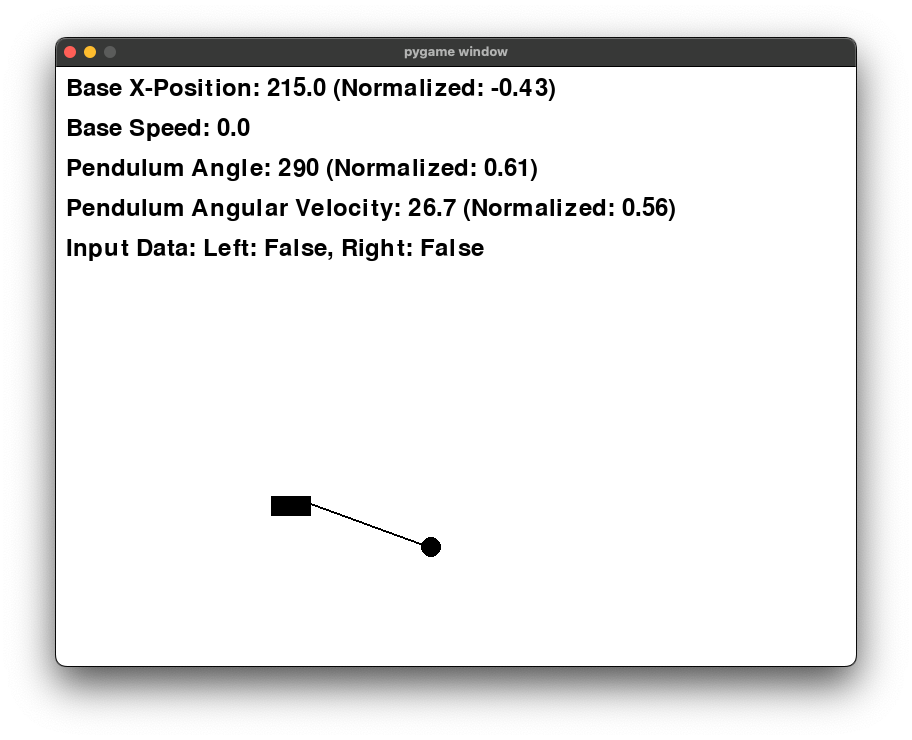 pygame window
Base X-Position: 215.0 (Normalized: -0.43)
Base Speed: 0.0
Pendulum Angle: 290 (Normalized: 0.61)
Pendulum Angular Velocity: 26.7 (Normalized: 0.56)
Input Data: Left: False, Right: False